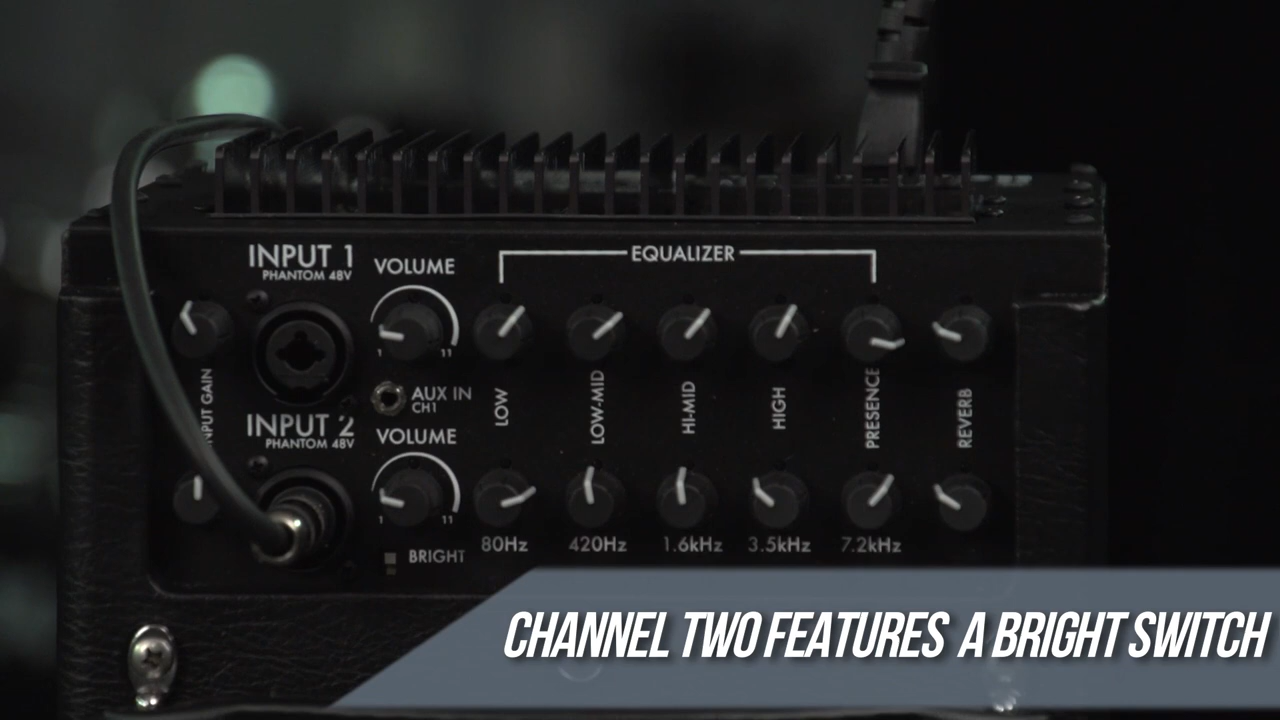 INPUT 1
PHANTOM 48V
VOLUME
EQUALIZER
1 11
INPUT GAIN
AUX IN
CH1
LOW
LOW-MID
HI-MID
HIGH
PRESENCE
REVERB
INPUT 2
PHANTOM 48V
VOLUME
1 11
BRIGHT
80Hz 420Hz 1.6kHz 3.5kHz 7.2kHz
CHANNEL TWO FEATURES A BRIGHT SWITCH